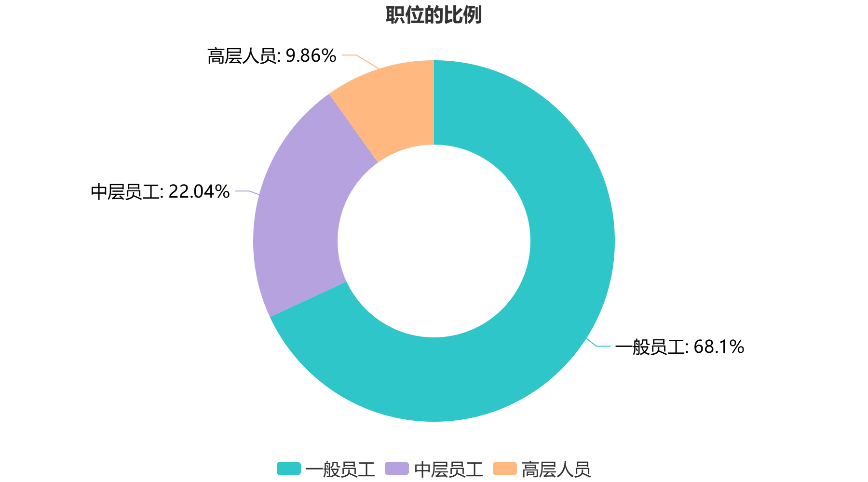 职位的比例
高层人员: 9.86%
中层员工: 22.04%
一般员工: 68.1%
一般员工 中层员工 高层人员